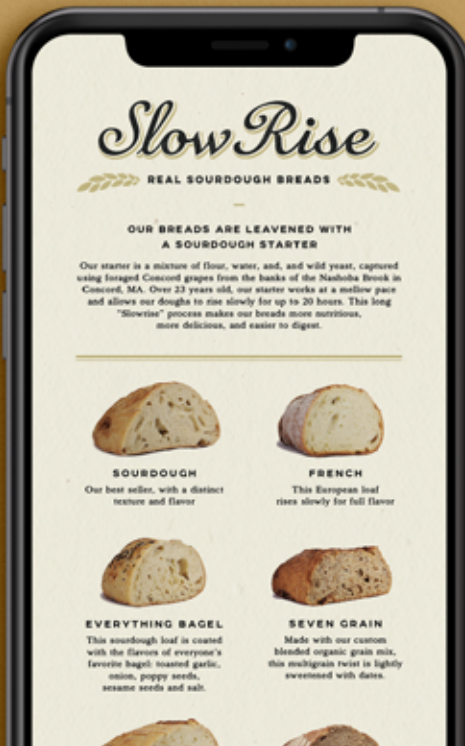 Slow Rise
REAL SOURDOUGH BREADS
OUR BREADS ARE LEAVENED WITH
A SOURDOUGH STARTER
Our starter is a mixture of flour, water, and, and wild yeast, captured
using foraged Concord grapes from the banks of the Nashoba Brook in
Concord, MA. Over 23 years old, our starter works at a mellow pace
and allows our doughs to rise slowly for up to 20 hours. This long
"Slowrise" process makes our breads more nutritious,
more delicious, and easier to digest.
SOURDOUGH
Our best seller, with a distinct
texture and flavor
FRENCH
This European loaf
rises slowly for full flavor
EVERYTHING BAGEL
This sourdough loaf is coated
with the flavors of everyone's
favorite bagel: toasted garlic,
onion, poppy seeds,
sesame seeds and salt.
SEVEN GRAIN
Made with our custom
blended organic grain mix,
this multigrain twist is lightly
sweetened with dates.